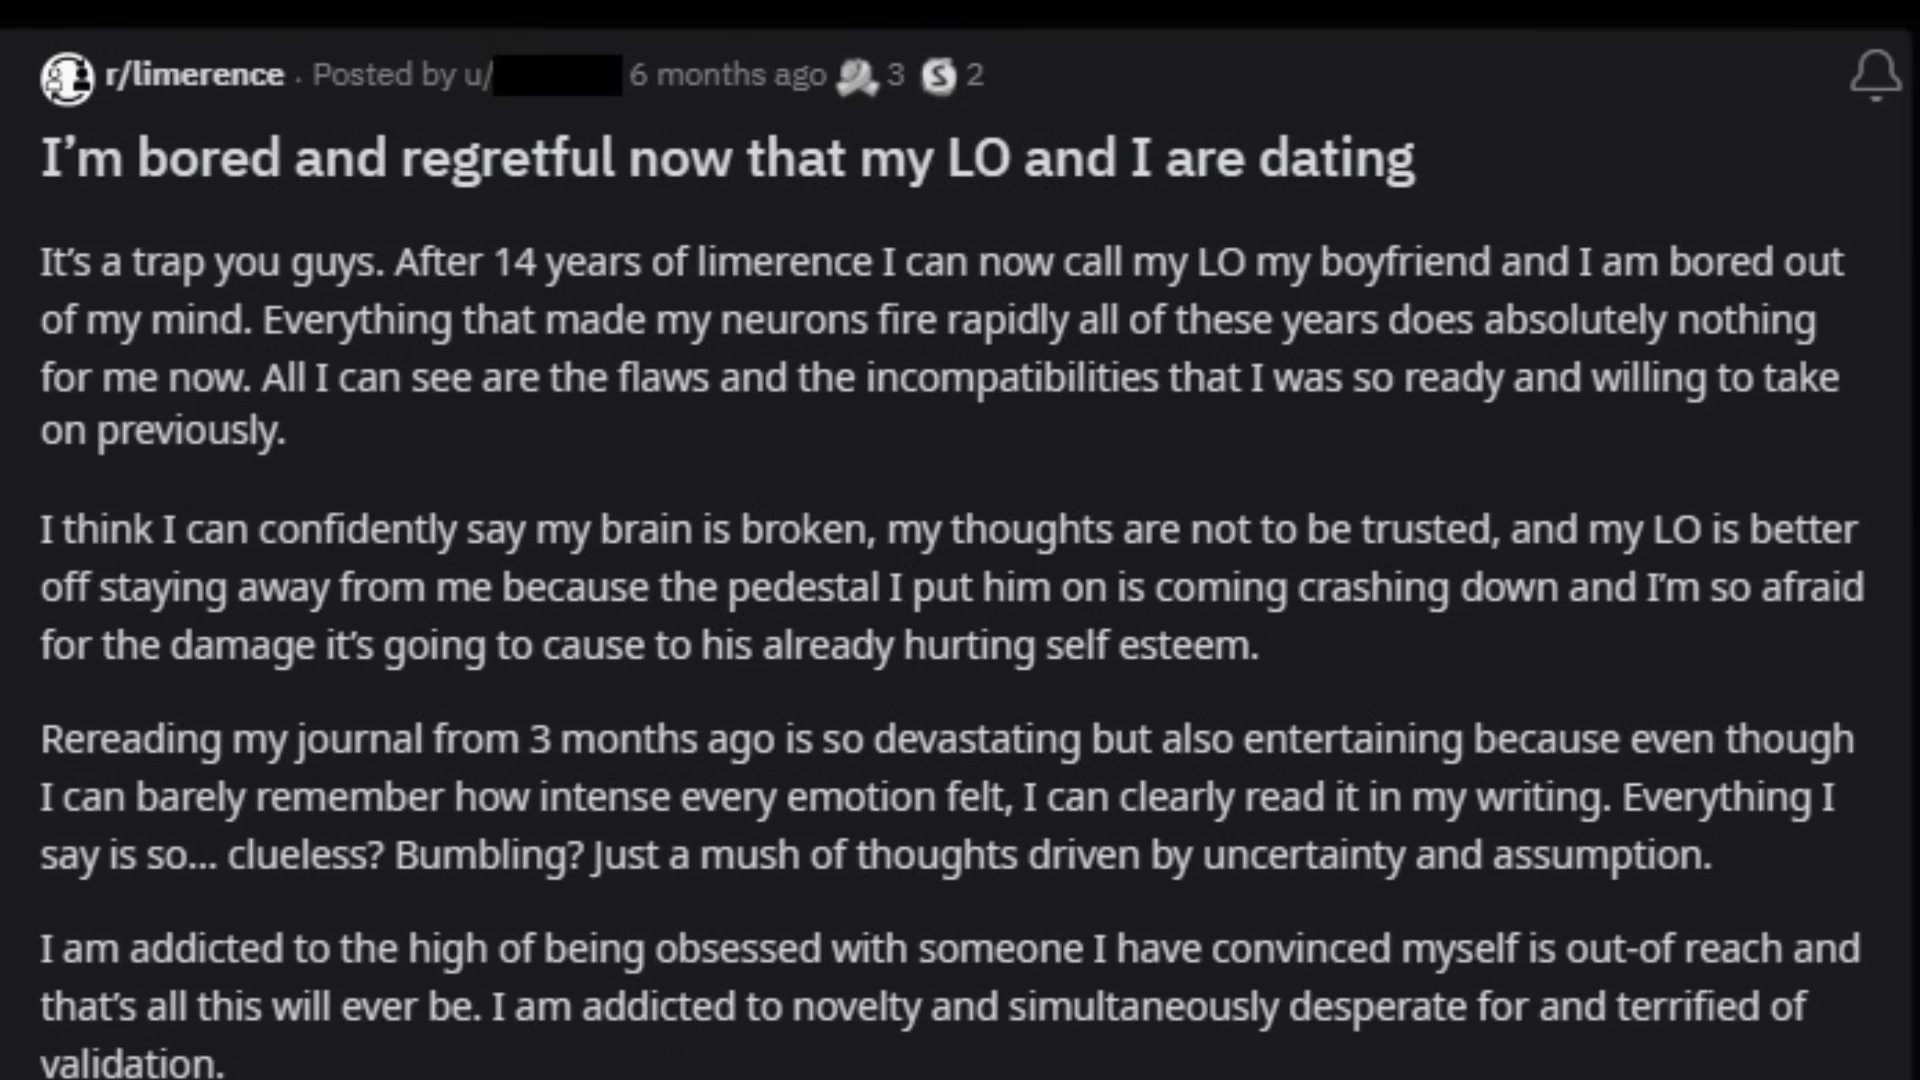 r/limerence · Posted by u/ 6 months ago 3 S 2
I’m bored and regretful now that my LO and I are dating
It’s a trap you guys. After 14 years of limerence I can now call my LO my boyfriend and I am bored out
of my mind. Everything that made my neurons fire rapidly all of these years does absolutely nothing
for me now. All I can see are the flaws and the incompatibilities that I was so ready and willing to take
on previously.
I think I can confidently say my brain is broken, my thoughts are not to be trusted, and my LO is better
off staying away from me because the pedestal I put him on is coming crashing down and I’m so afraid
for the damage it’s going to cause to his already hurting self esteem.
Rereading my journal from 3 months ago is so devastating but also entertaining because even though
I can barely remember how intense every emotion felt, I can clearly read it in my writing. Everything I
say is so... clueless? Bumbling? Just a mush of thoughts driven by uncertainty and assumption.
I am addicted to the high of being obsessed with someone I have convinced myself is out-of reach and
that’s all this will ever be. I am addicted to novelty and simultaneously desperate for and terrified of
validation.